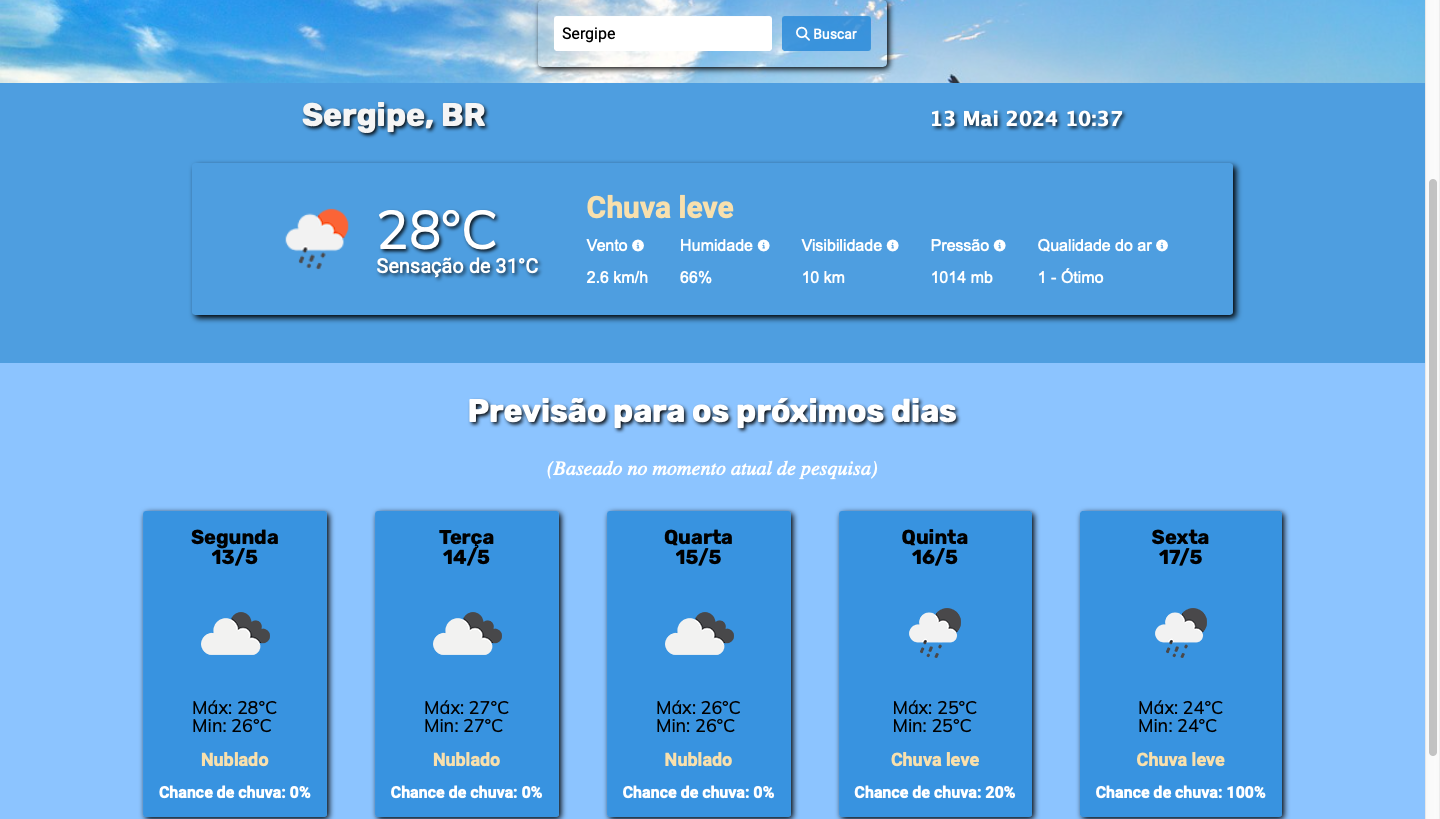 Sergipe
Buscar
Sergipe, BR
13 Mai 2024 10:37
28°C
Sensação de 31°C
Chuva leve
Vento Humidade Visibilidade Pressão Qualidade do ar
2.6 km/h 66% 10 km 1014 mb 1 - Ótimo
Previsão para os próximos dias
(Baseado no momento atual de pesquisa)
Segunda
13/5
Máx: 28°C
Min: 26°C
Nublado
Chance de chuva: 0%
Terça
14/5
Máx: 27°C
Min: 27°C
Nublado
Chance de chuva: 0%
Quarta
15/5
Máx: 26°C
Min: 26°C
Nublado
Chance de chuva: 0%
Quinta
16/5
Máx: 25°C
Min: 25°C
Chuva leve
Chance de chuva: 20%
Sexta
17/5
Máx: 24°C
Min: 24°C
Chuva leve
Chance de chuva: 100%